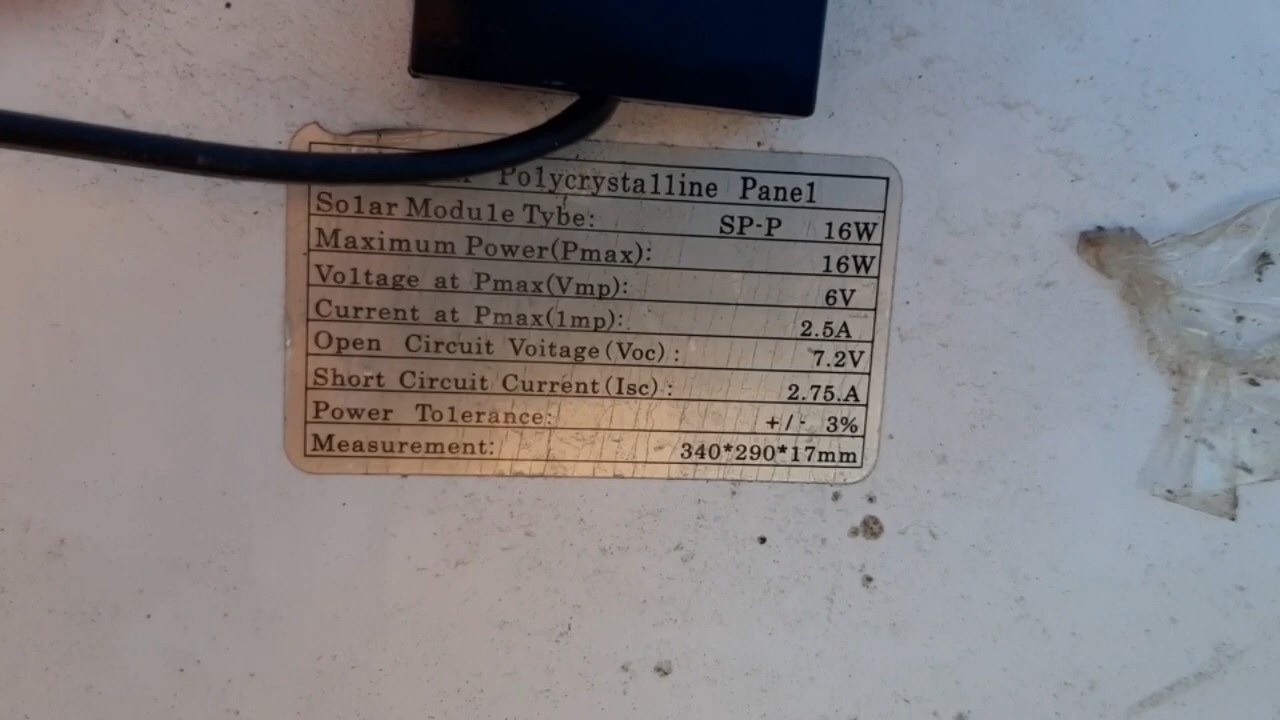 Polycrystalline Panel
Solar Module Tybe: SP-P 16W
Maximum Power(Pmax): 16W
Voltage at Pmax(Vmp): 6V
Current at Pmax(1mp): 2.5A
Open Circuit Voitage(Voc): 7.2V
Short Circuit Current(Isc): 2.75.A
Power Tolerance: +/- 3%
Measurement: 340*290*17mm